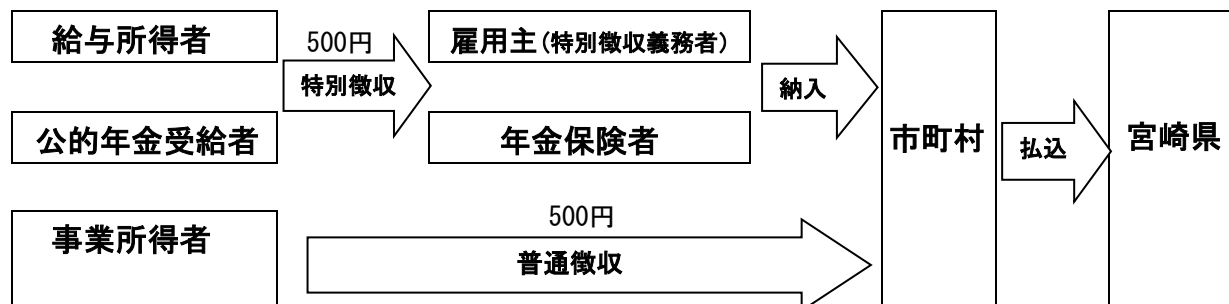 給与所得者
500円
特別徴収
雇用主(特別徴収義務者)
納入
公的年金受給者
年金保険者
市町村
払込
宮崎県
事業所得者
500円
普通徴収